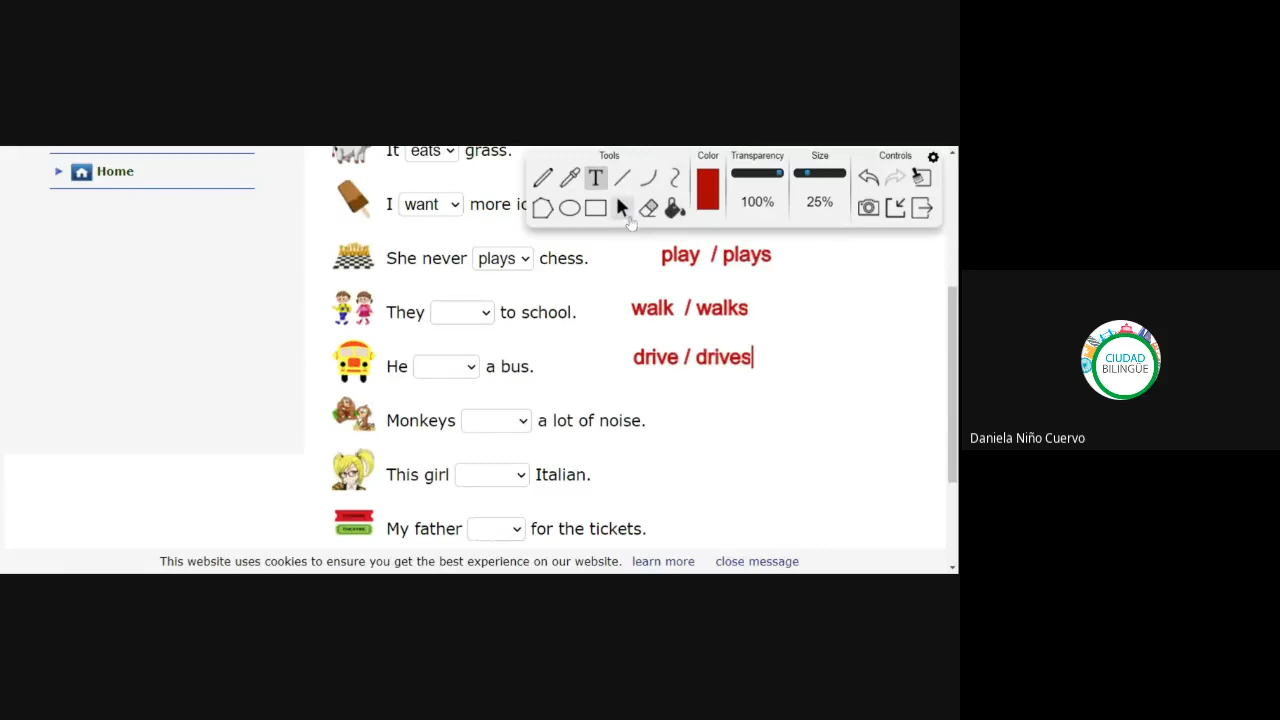 It eats grass.
Tools Color Transparency Size Controls
T
100% 25%
Home
I want more ic
She never plays chess. play / plays
They to school. walk / walks
He a bus. drive / drives
Monkeys a lot of noise.
This girl Italian.
My father for the tickets.
This website uses cookies to ensure you get the best experience on our website. learn more close message
CIUDAD
BILINGÜE
Daniela Niño Cuervo